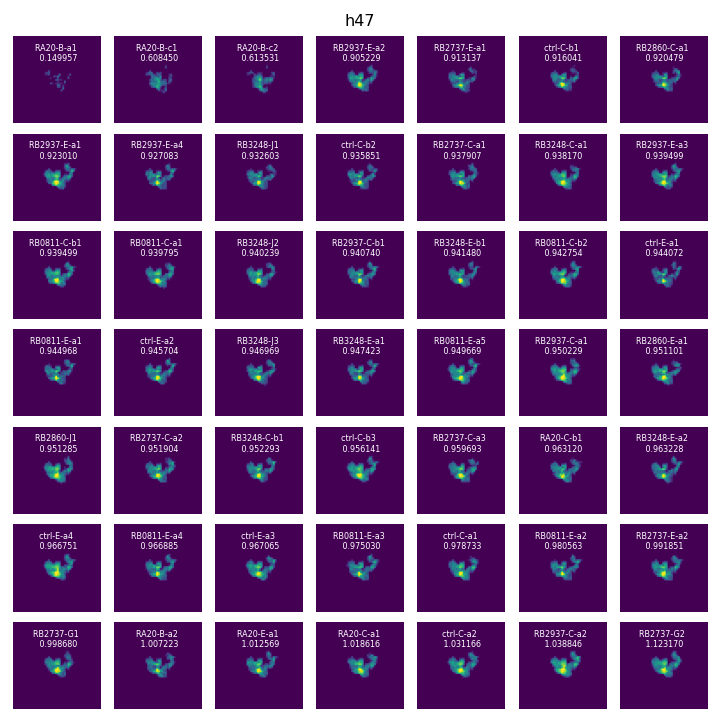 h47
RA20-B-a1
0.149957
RA20-B-c1
0.608450
RA20-B-c2
0.613531
RB2937-E-a2
0.905229
RB2737-E-a1
0.913137
ctrl-C-b1
0.916041
RB2860-C-a1
0.920479
RB2937-E-a1
0.923010
RB2937-E-a4
0.927083
RB3248-J1
0.932603
ctrl-C-b2
0.935851
RB2737-C-a1
0.937907
RB3248-C-a1
0.938170
RB2937-E-a3
0.939499
RB0811-C-b1
0.939499
RB0811-C-a1
0.939795
RB3248-J2
0.940239
RB2937-C-b1
0.940740
RB3248-E-b1
0.941480
RB0811-C-b2
0.942754
ctrl-E-a1
0.944072
RB0811-E-a1
0.944968
ctrl-E-a2
0.945704
RB3248-J3
0.946969
RB3248-E-a1
0.947423
RB0811-E-a5
0.949669
RB2937-C-a1
0.950229
RB2860-E-a1
0.951101
RB2860-J1
0.951285
RB2737-C-a2
0.951904
RB3248-C-b1
0.952293
ctrl-C-b3
0.956141
RB2737-C-a3
0.959693
RA20-C-b1
0.963120
RB3248-E-a2
0.963228
ctrl-E-a4
0.966751
RB0811-E-a4
0.966885
ctrl-E-a3
0.967065
RB0811-E-a3
0.975030
ctrl-C-a1
0.978733
RB0811-E-a2
0.980563
RB2737-E-a2
0.991851
RB2737-G1
0.998680
RA20-B-a2
1.007223
RA20-E-a1
1.012569
RA20-C-a1
1.018616
ctrl-C-a2
1.031166
RB2937-C-a2
1.038846
RB2737-G2
1.123170